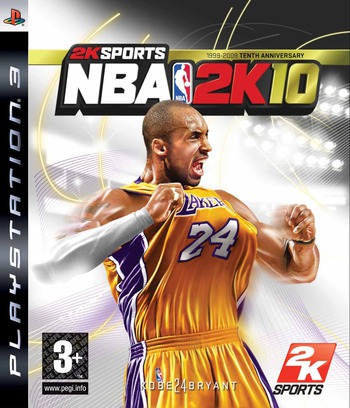 PLAYSTATION 3
2K SPORTS
1999-2009 TENTH ANNIVERSARY
NBA 2K10
LAKERS
24
3+
www.pegi.info
KOBE 24 BRYANT
2K
SPORTS